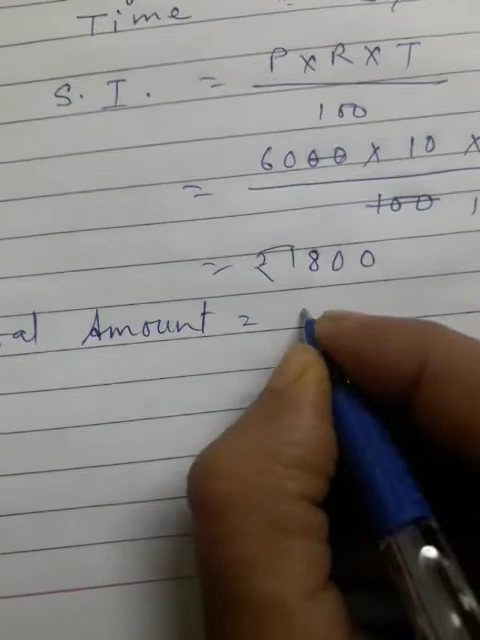 Time
S.I. = P x R x T
100
= 6000 x 10 x
100
= ₹1800
Amount =